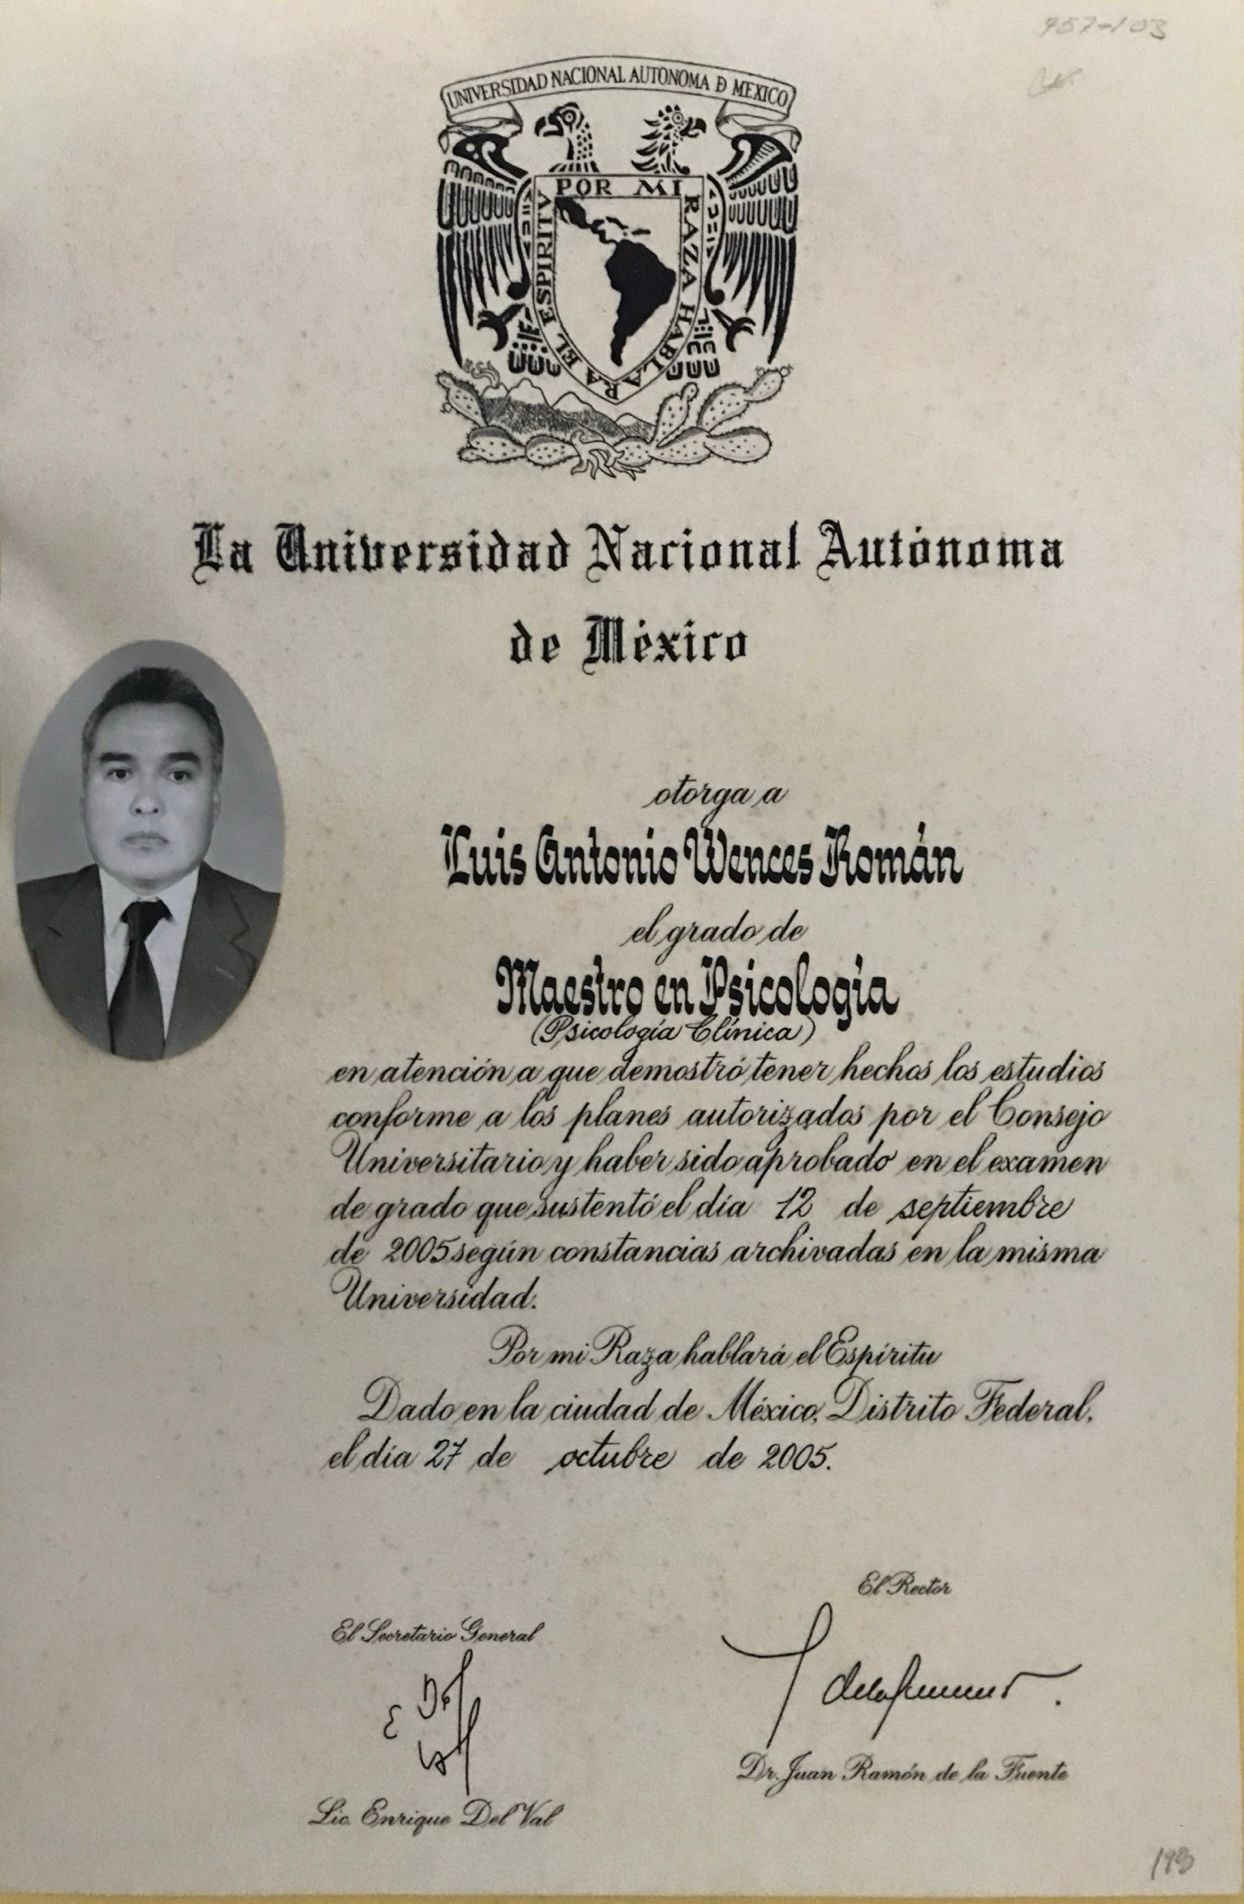 957-103
UNIVERSIDAD NACIONAL AUTONOMA D MEXICO
POR MI RAZA HABLARA EL ESPIRITU
La Universidad Nacional Autónoma
de México
otorga a
Luis Antonio Wences Román
el grado de
Maestro en Psicología
(Psicología Clínica)
en atención a que demostró tener hechos los estudios
conforme a los planes autorizados por el Consejo
Universitario y haber sido aprobado en el examen
de grado que sustentó el día 12 de septiembre
de 2005 según constancias archivadas en la misma
Universidad.
Por mi Raza hablará el Espíritu
Dado en la ciudad de México, Distrito Federal,
el día 27 de octubre de 2005.
El Secretario General
Lic. Enrique Del Val
El Rector
Dr. Juan Ramón de la Fuente